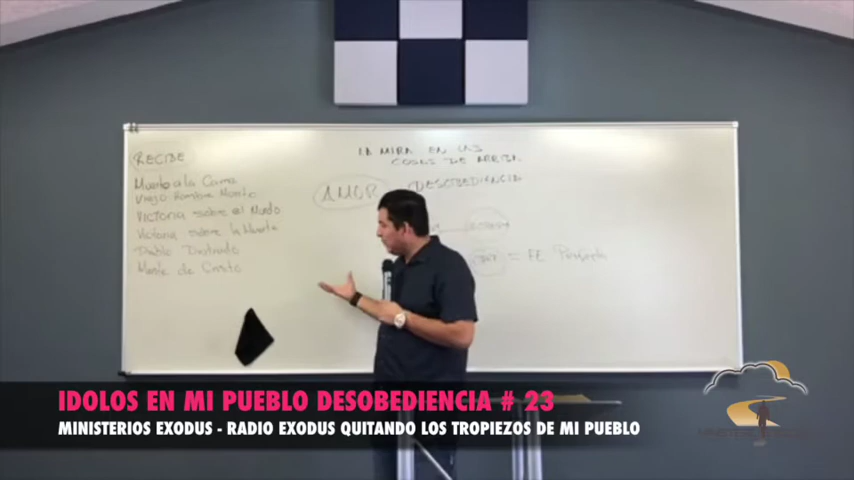 RECIBE
Muerto a la Carne
Viejo Hombre Muerto
Victoria sobre el Mundo
Victoria sobre la Muerte
Diablo Destruido
Mente de Cristo
LA MIRA EN LAS
COSAS DE ARRIBA
AMOR DESOBEDIENCIA
= FE Perfecta
IDOLOS EN MI PUEBLO DESOBEDIENCIA # 23
MINISTERIOS EXODUS - RADIO EXODUS QUITANDO LOS TROPIEZOS DE MI PUEBLO